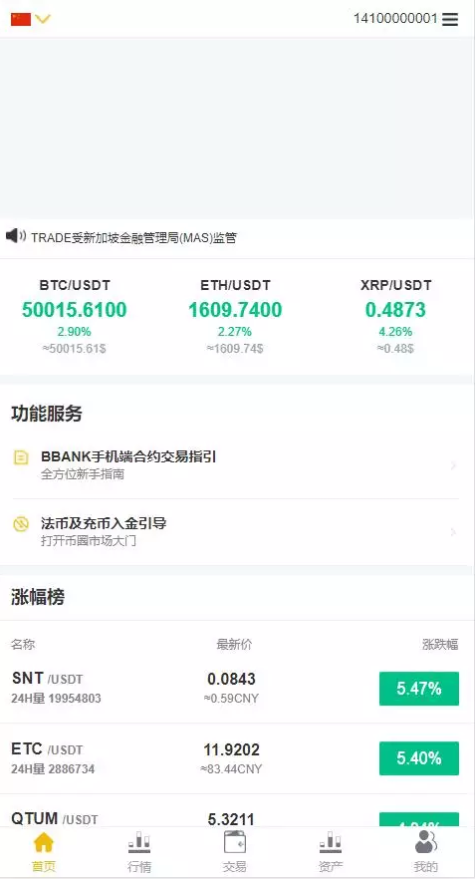 14100000001
TRADE受新加坡金融管理局(MAS)监管
BTC/USDT ETH/USDT XRP/USDT
50015.6100 1609.7400 0.4873
2.90% 2.27% 4.26%
≈50015.61$ ≈1609.74$ ≈0.48$
功能服务
BBANK手机端合约交易指引
全方位新手指南
法币及充币入金引导
打开币圈市场大门
涨幅榜
名称 最新价 涨跌幅
SNT /USDT 0.0843 5.47%
24H量 19954803 ≈0.59CNY
ETC /USDT 11.9202 5.40%
24H量 2886734 ≈83.44CNY
QTUM /USDT 5.3211
首页 行情 交易 资产 我的